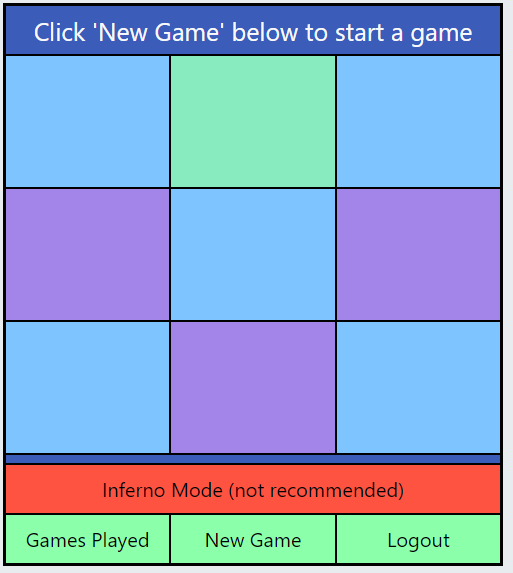 Click 'New Game' below to start a game
Inferno Mode (not recommended)
Games Played
New Game
Logout